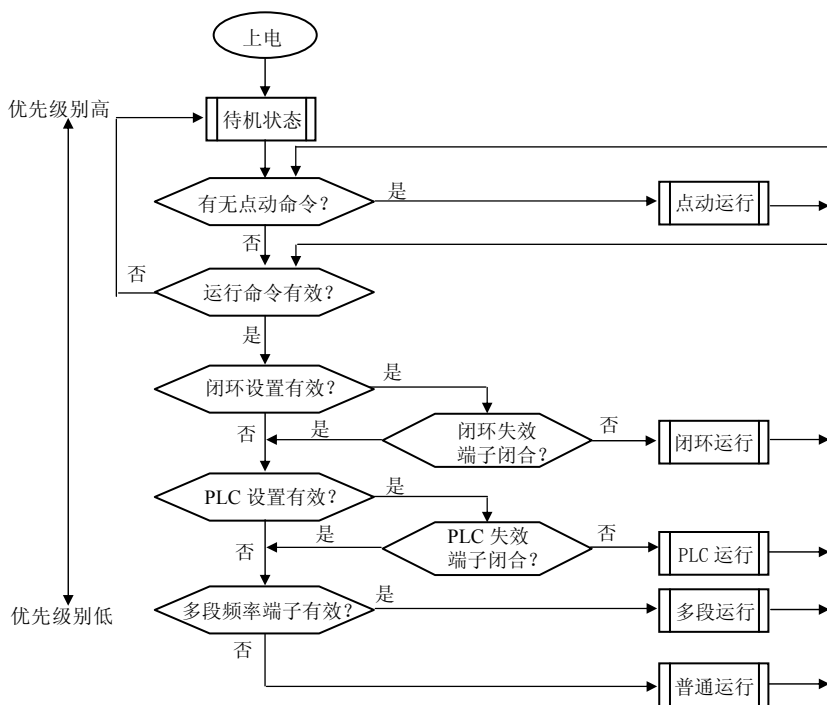 上电
优先级别高
待机状态
有无点动命令？
是
点动运行
否
否
运行命令有效？
是
闭环设置有效？
是
否
是
闭环失效
端子闭合？
否
闭环运行
PLC 设置有效？
是
否
是
PLC 失效
端子闭合？
否
PLC 运行
优先级别低
多段频率端子有效？
是
多段运行
否
普通运行